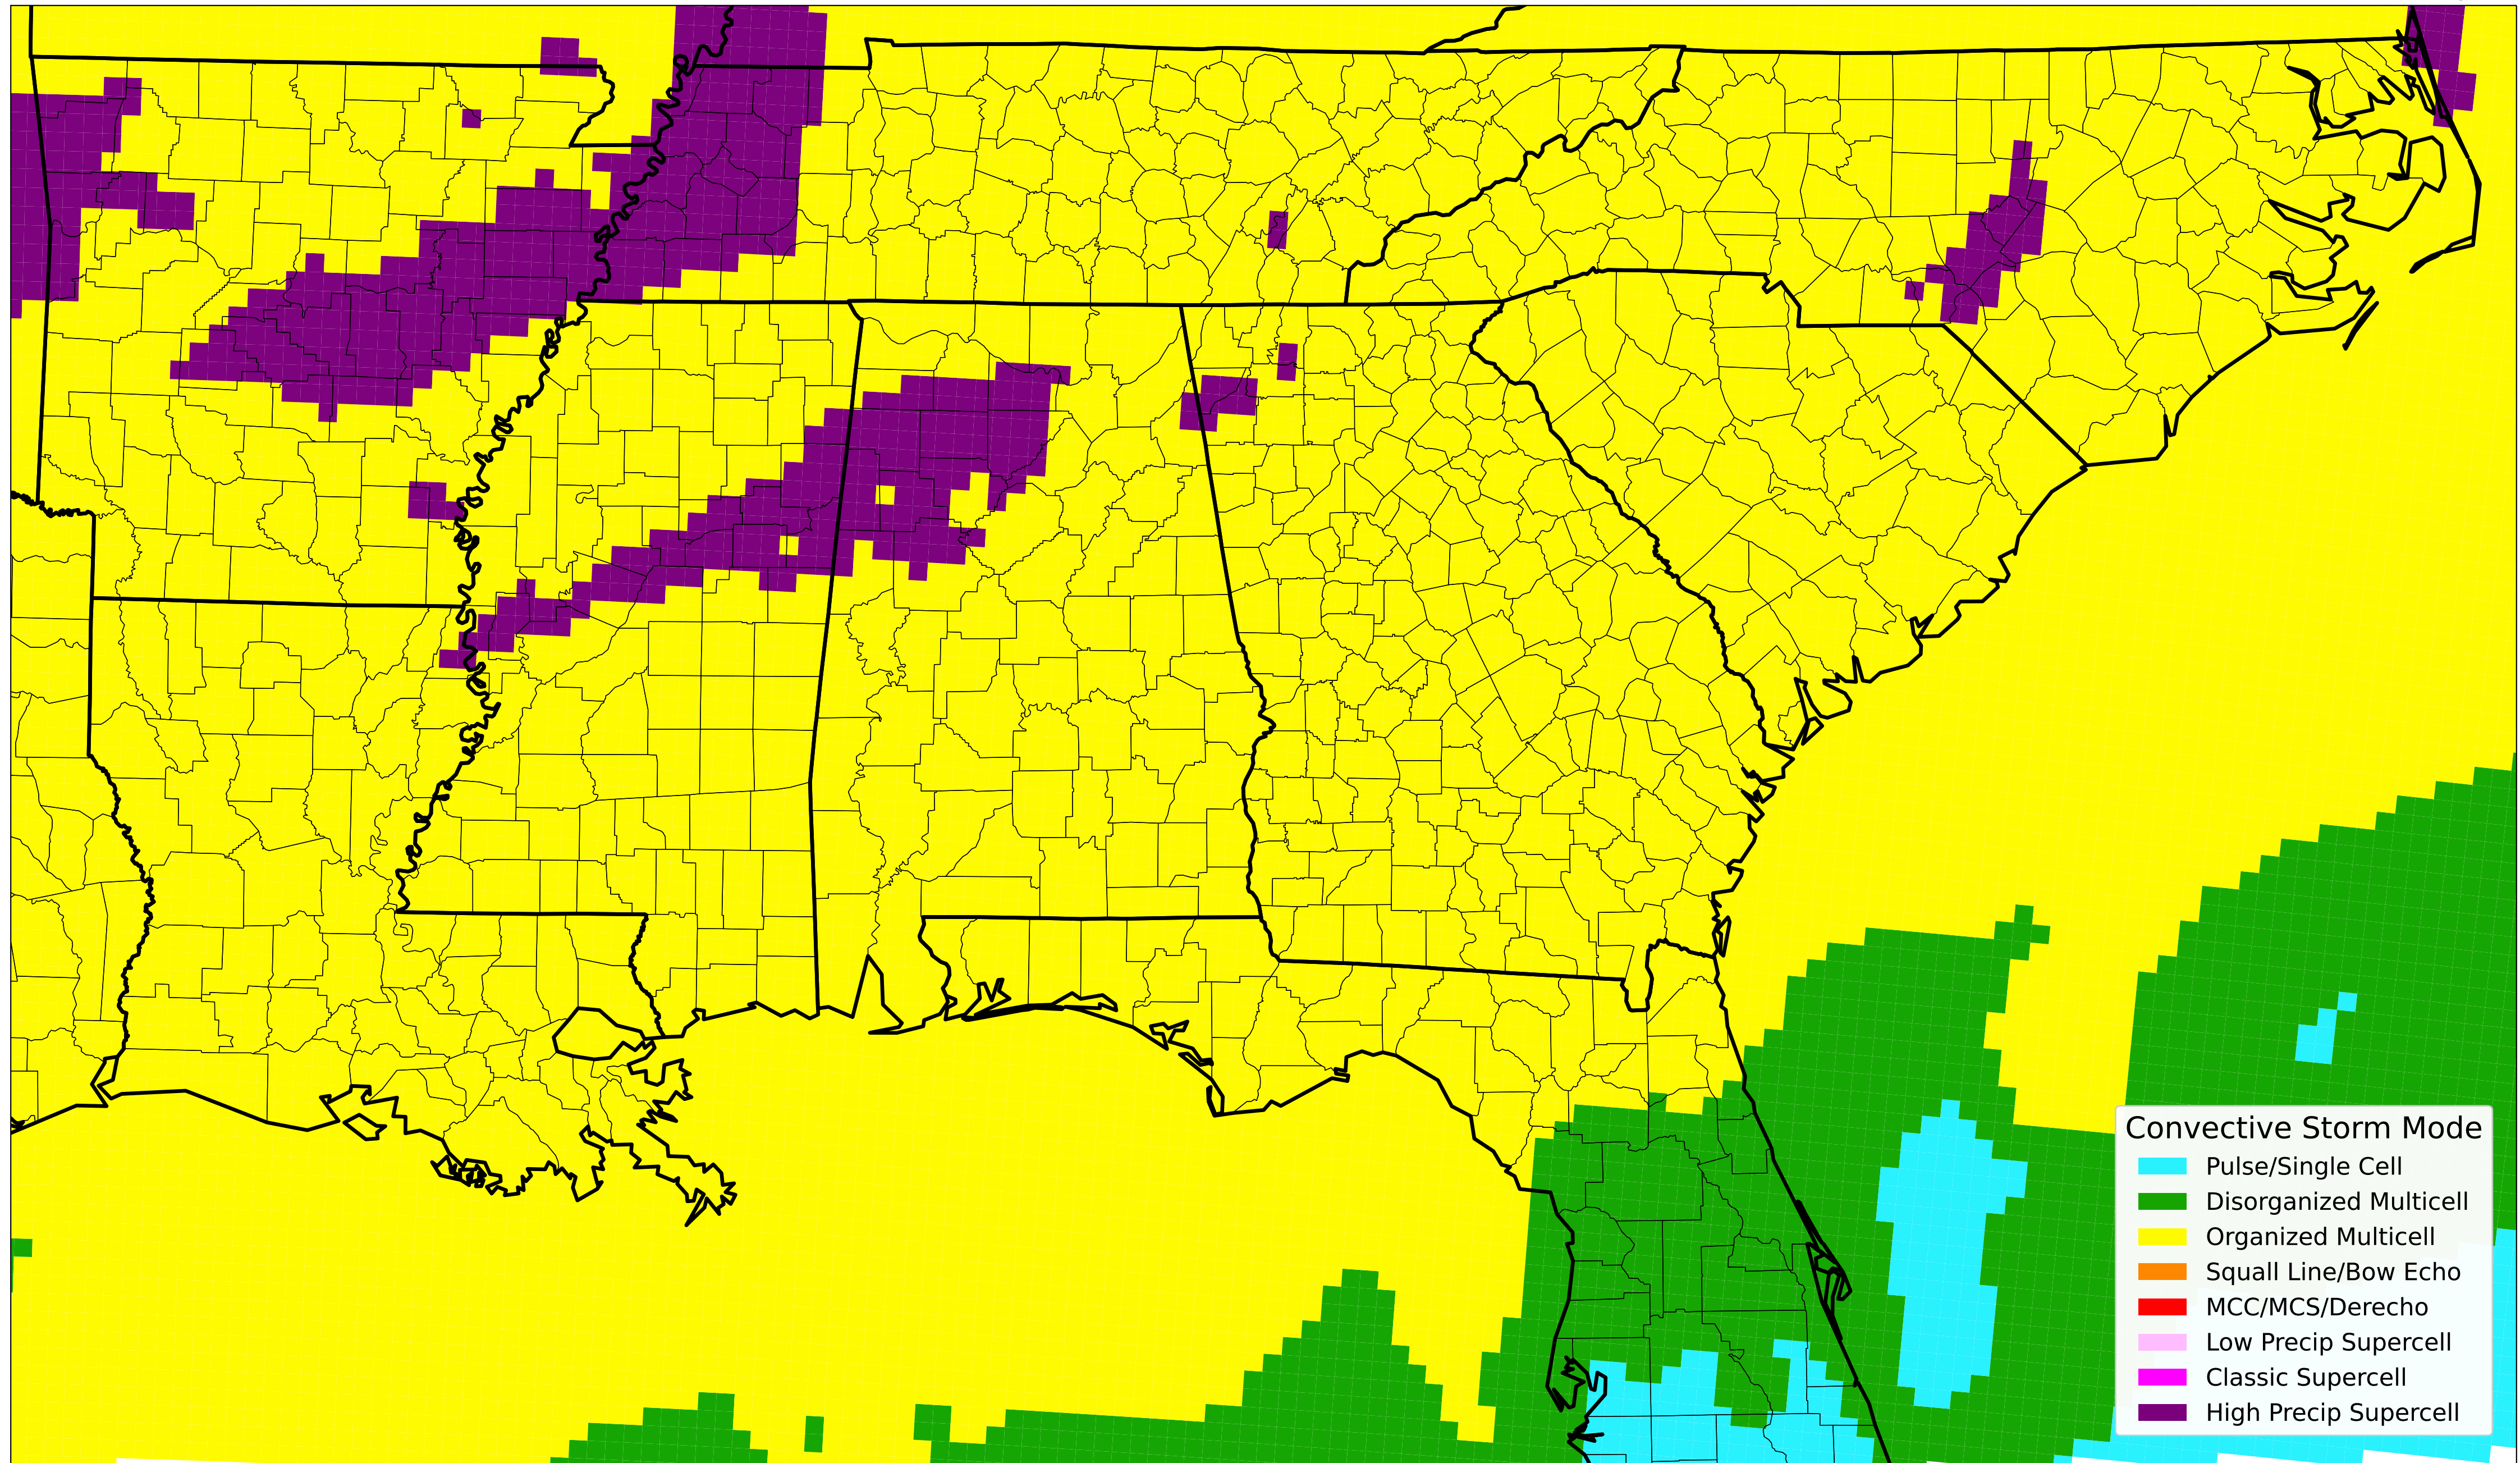 Convective Storm Mode
Pulse/Single Cell
Disorganized Multicell
Organized Multicell
Squall Line/Bow Echo
MCC/MCS/Derecho
Low Precip Supercell
Classic Supercell
High Precip Supercell